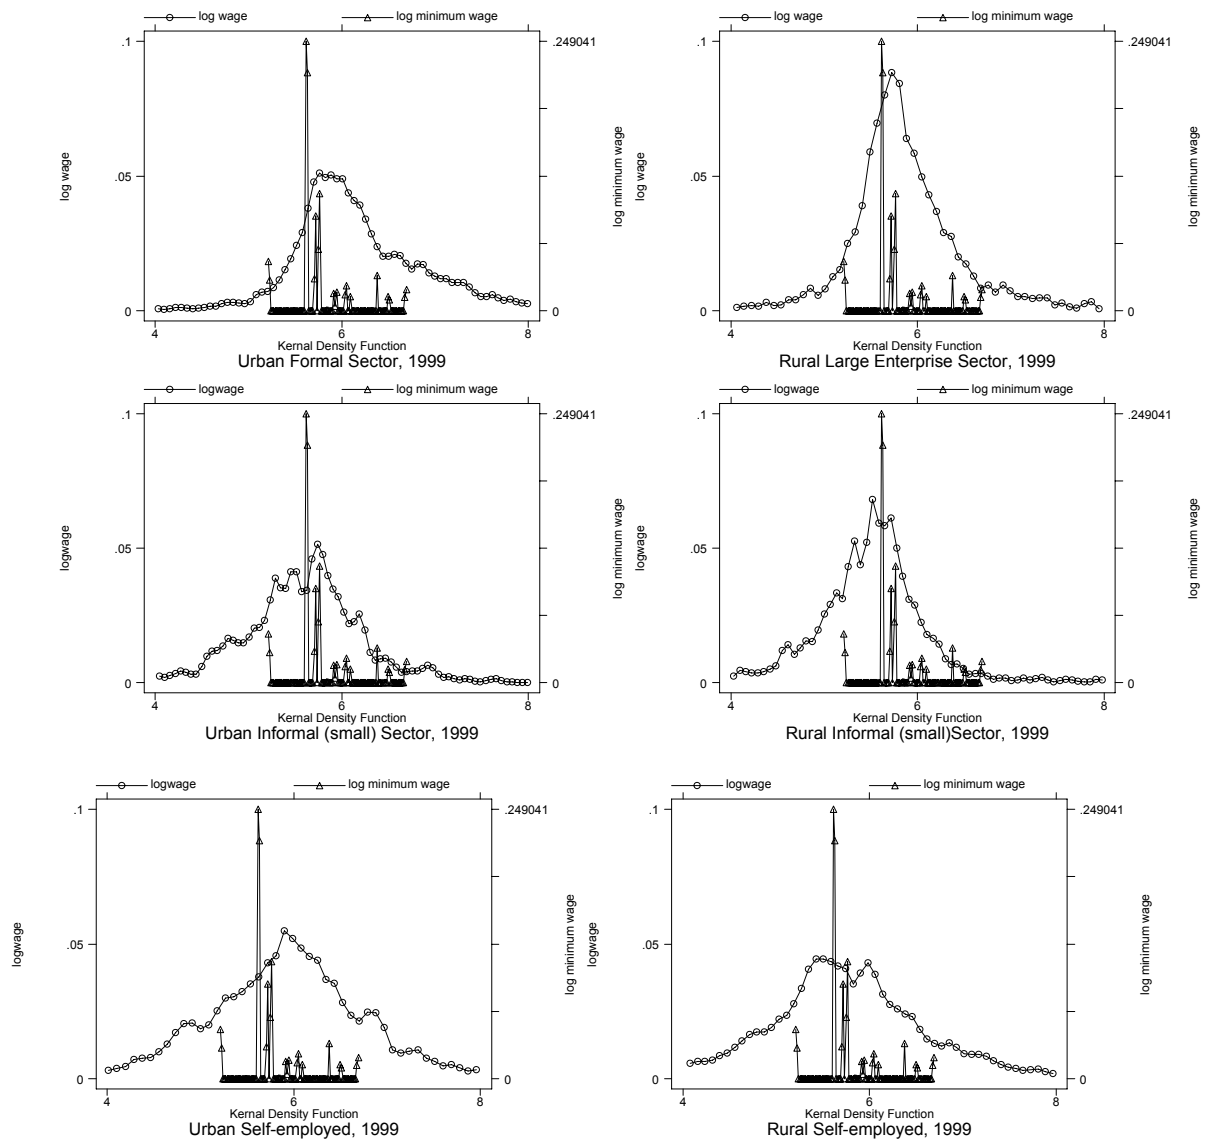 log wage
log minimum wage
.1
.249041
log wage
.05
log minimum wage
0
0
4
6
8
Kernal Density Function
Urban Formal Sector, 1999
log wage
log minimum wage
.1
.249041
log wage
.05
log minimum wage
0
0
4
6
8
Kernal Density Function
Rural Large Enterprise Sector, 1999
logwage
log minimum wage
.1
.249041
logwage
.05
log minimum wage
0
0
4
6
8
Kernal Density Function
Urban Informal (small) Sector, 1999
logwage
log minimum wage
.1
.249041
logwage
.05
log minimum wage
0
0
4
6
8
Kernal Density Function
Rural Informal (small)Sector, 1999
logwage
log minimum wage
.1
.249041
logwage
.05
log minimum wage
0
0
4
6
8
Kernal Density Function
Urban Self-employed, 1999
logwage
log minimum wage
.1
.249041
logwage
.05
log minimum wage
0
0
4
6
8
Kernal Density Function
Rural Self-employed, 1999